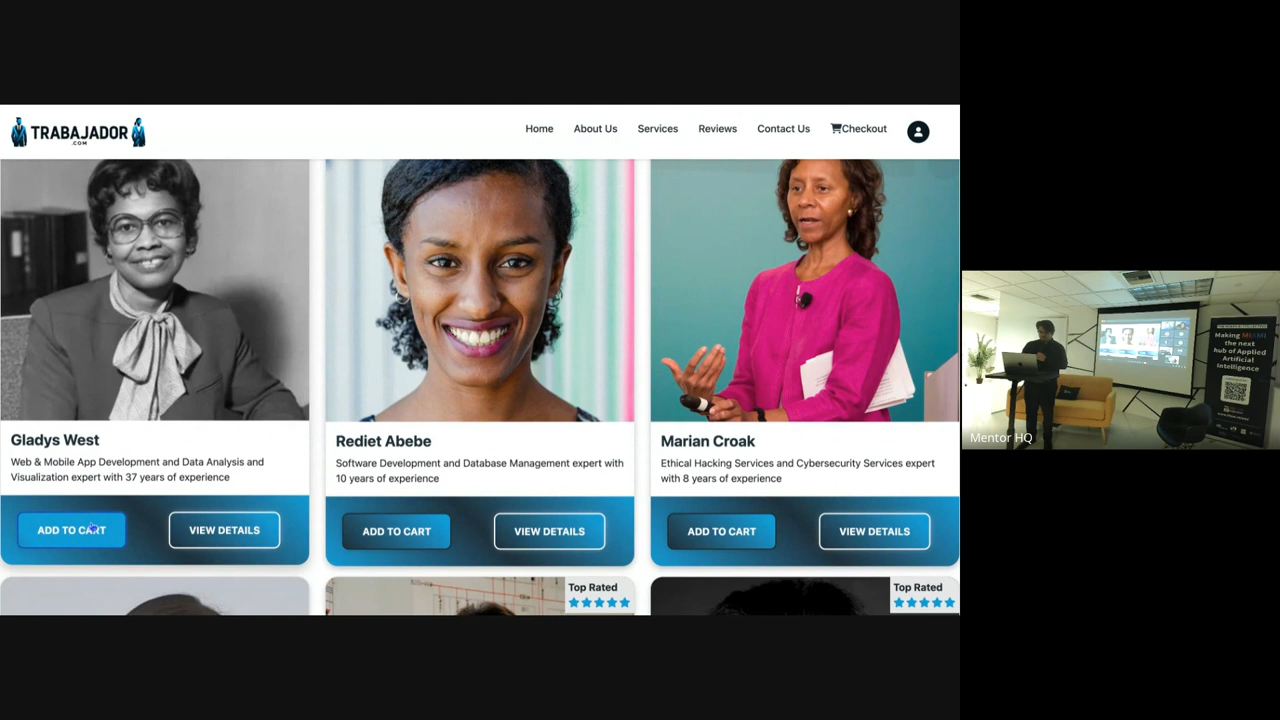 TRABAJADOR
.COM
Home
About Us
Services
Reviews
Contact Us
Checkout
Gladys West
Web & Mobile App Development and Data Analysis and
Visualization expert with 37 years of experience
ADD TO CART
VIEW DETAILS
Rediet Abebe
Software Development and Database Management expert with
10 years of experience
ADD TO CART
VIEW DETAILS
Marian Croak
Ethical Hacking Services and Cybersecurity Services expert
with 8 years of experience
ADD TO CART
VIEW DETAILS
Top Rated
Top Rated
Making MIAMI
the next
hub of Applied
Artificial
Intelligence
Mentor HQ